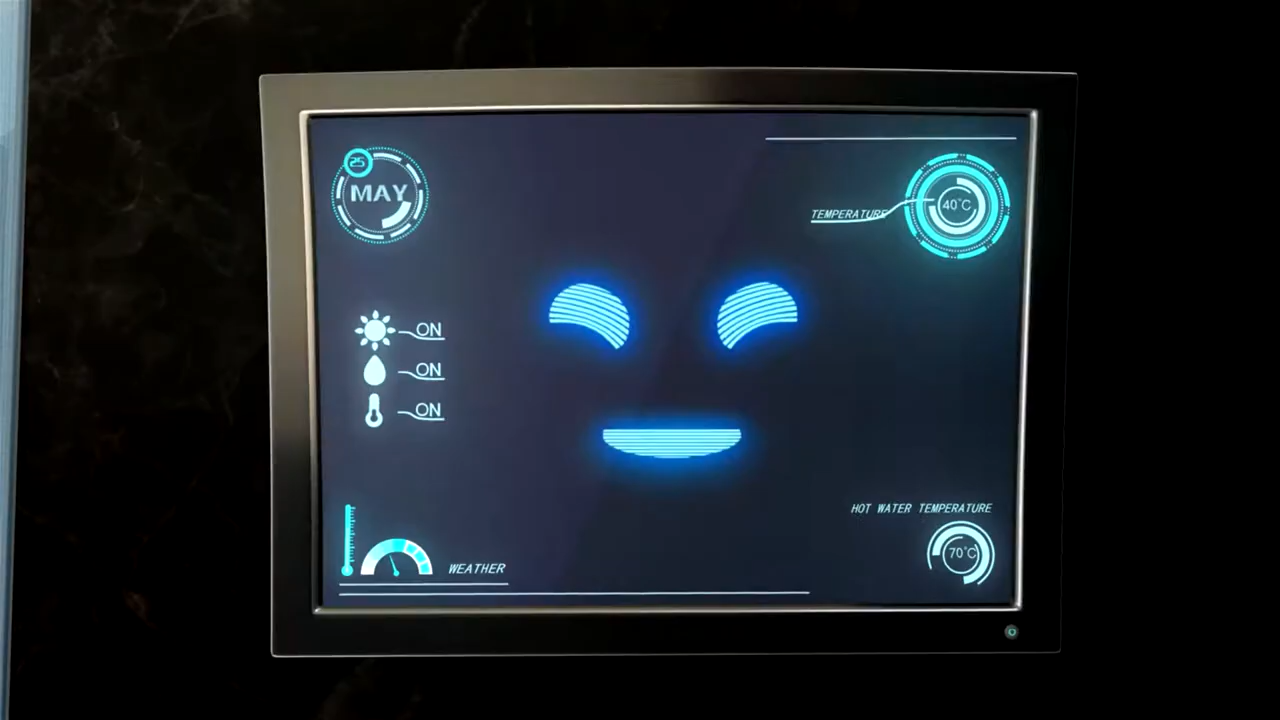 25
MAY
TEMPERATURE
40°C
ON
ON
ON
HOT WATER TEMPERATURE
70°C
WEATHER